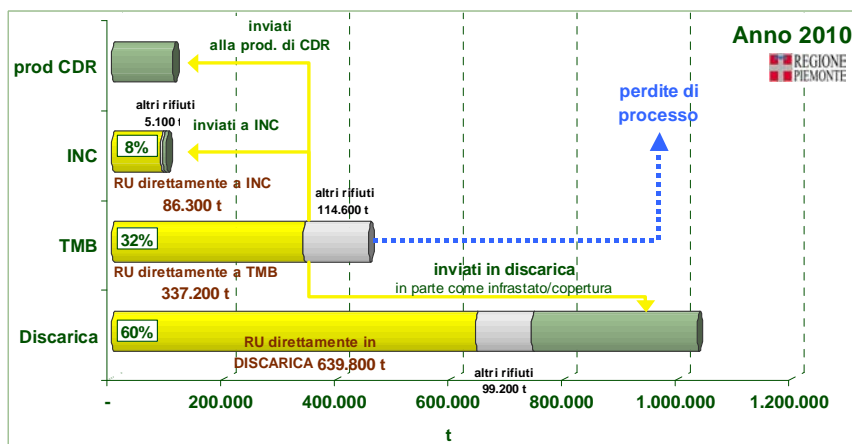 inviati
alla prod. di CDR
Anno 2010
REGIONE
PIEMONTE
prod CDR
perdite di
processo
altri rifiuti
5.100 t
inviati a INC
INC
8%
RU direttamente a INC
86.300 t
altri rifiuti
114.600 t
TMB
32%
RU direttamente a TMB
337.200 t
inviati in discarica
in parte come infrastato/copertura
Discarica
60%
RU direttamente in
DISCARICA 639.800 t
altri rifiuti
99.200 t
-
200.000
400.000
600.000
800.000
1.000.000
1.200.000
t